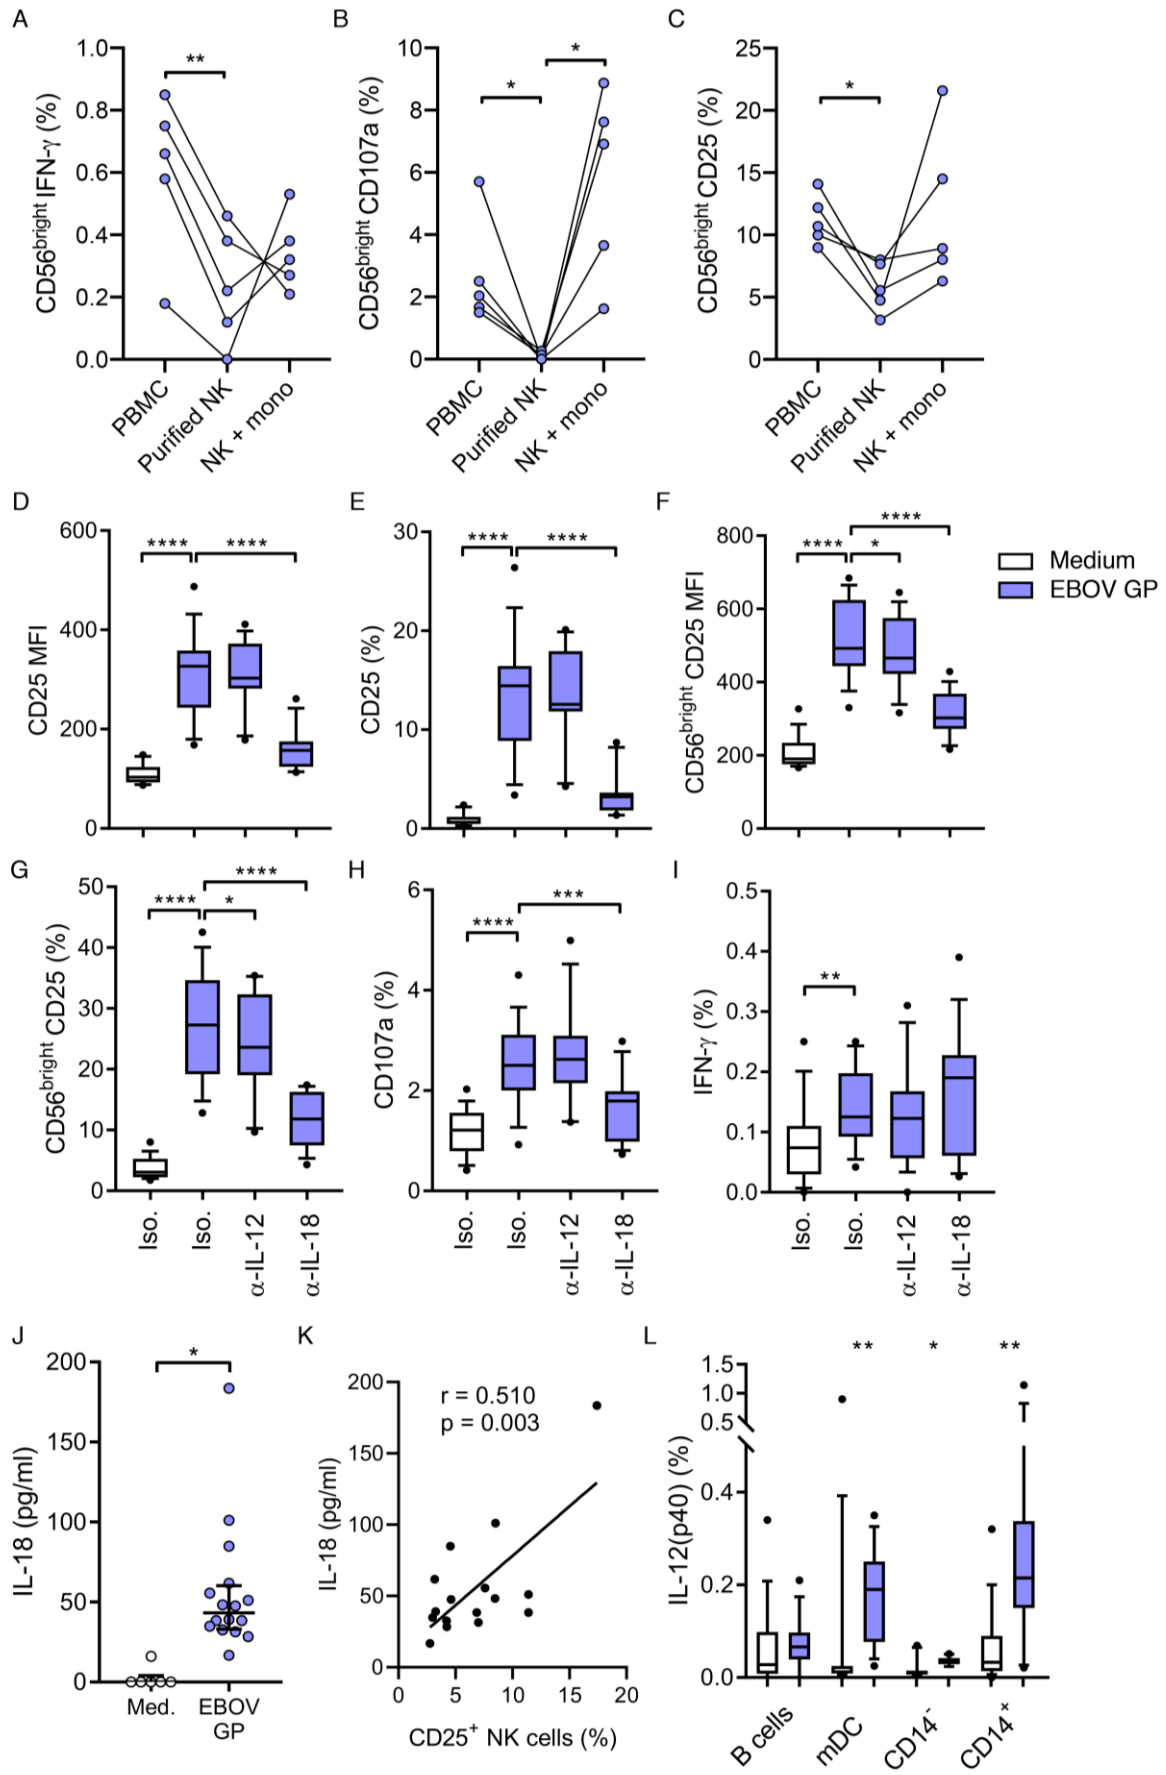 A
CD56bright IFN-γ (%)
1.0
0.8
0.6
0.4
0.2
0.0
**
PBMC
Purified NK
NK + mono
B
CD56bright CD107a (%)
10
8
6
4
2
0
*
*
PBMC
Purified NK
NK + mono
C
CD56bright CD25 (%)
25
20
15
10
5
0
*
PBMC
Purified NK
NK + mono
D
CD25 MFI
600
400
200
0
****
****
E
CD25 (%)
30
20
10
0
****
****
F
CD56bright CD25 MFI
800
600
400
200
0
****
****
*
Medium
EBOV GP
G
CD56bright CD25 (%)
50
40
30
20
10
0
****
****
*
Iso.
Iso.
α-IL-12
α-IL-18
H
CD107a (%)
6
4
2
0
***
****
Iso.
Iso.
α-IL-12
α-IL-18
I
IFN-γ (%)
0.5
0.4
0.3
0.2
0.1
0.0
**
Iso.
Iso.
α-IL-12
α-IL-18
J
IL-18 (pg/ml)
200
150
100
50
0
*
Med.
EBOV
GP
K
IL-18 (pg/ml)
200
150
100
50
0
r = 0.510
p = 0.003
0
5
10
15
20
CD25+ NK cells (%)
L
IL-12(p40) (%)
1.5
1.0
0.5
0.4
0.2
0.0
**
*
**
B cells
mDC
CD14-
CD14+